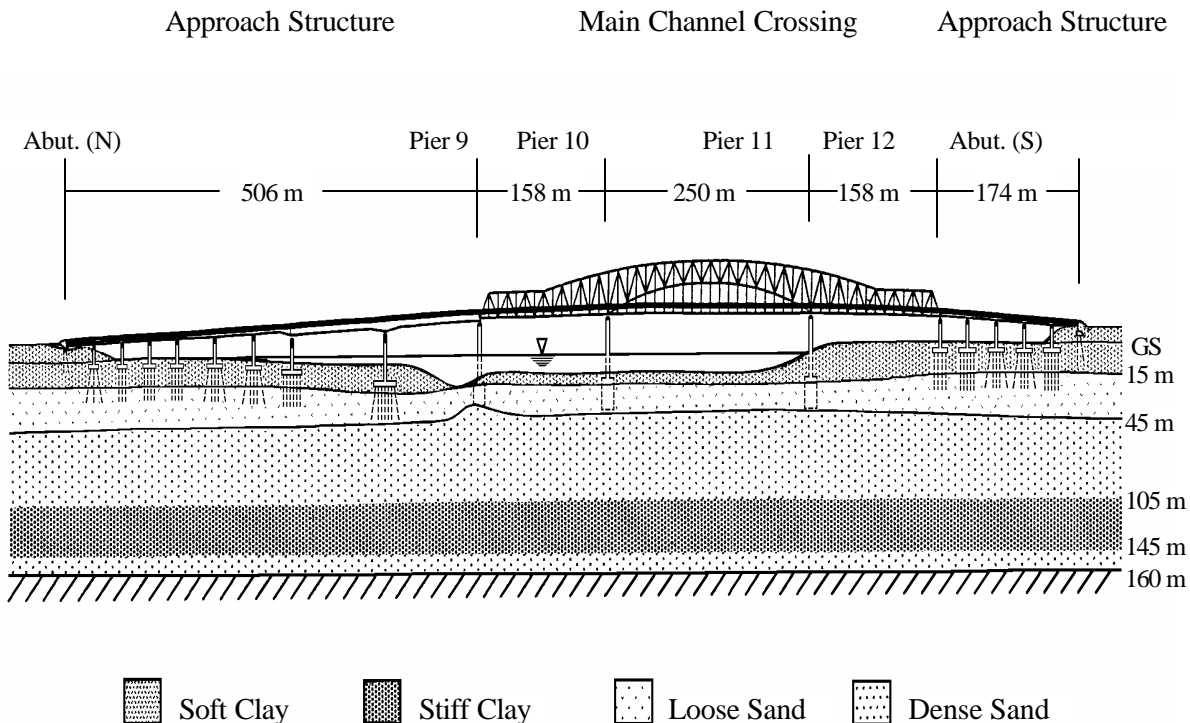 Approach Structure Main Channel Crossing Approach Structure
Abut. (N) Pier 9 Pier 10 Pier 11 Pier 12 Abut. (S)
506 m 158 m 250 m 158 m 174 m
GS
15 m
45 m
105 m
145 m
160 m
Soft Clay Stiff Clay Loose Sand Dense Sand